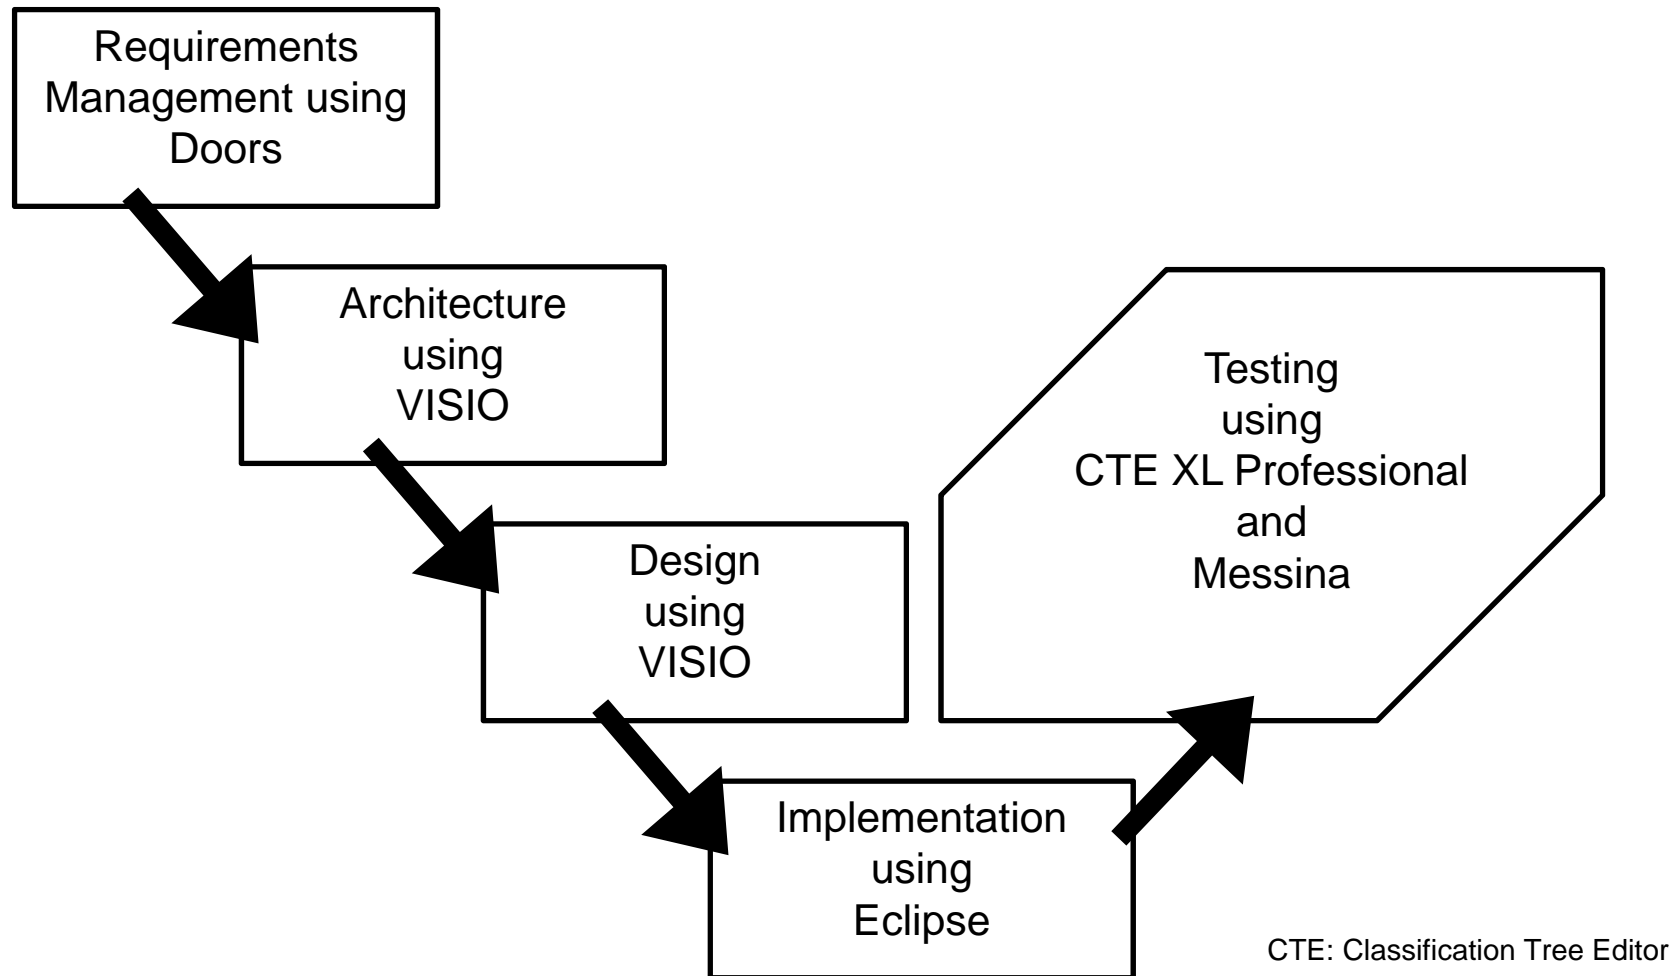 Requirements
Management using
Doors
Architecture
using
VISIO
Design
using
VISIO
Implementation
using
Eclipse
Testing
using
CTE XL Professional
and
Messina
CTE: Classification Tree Editor